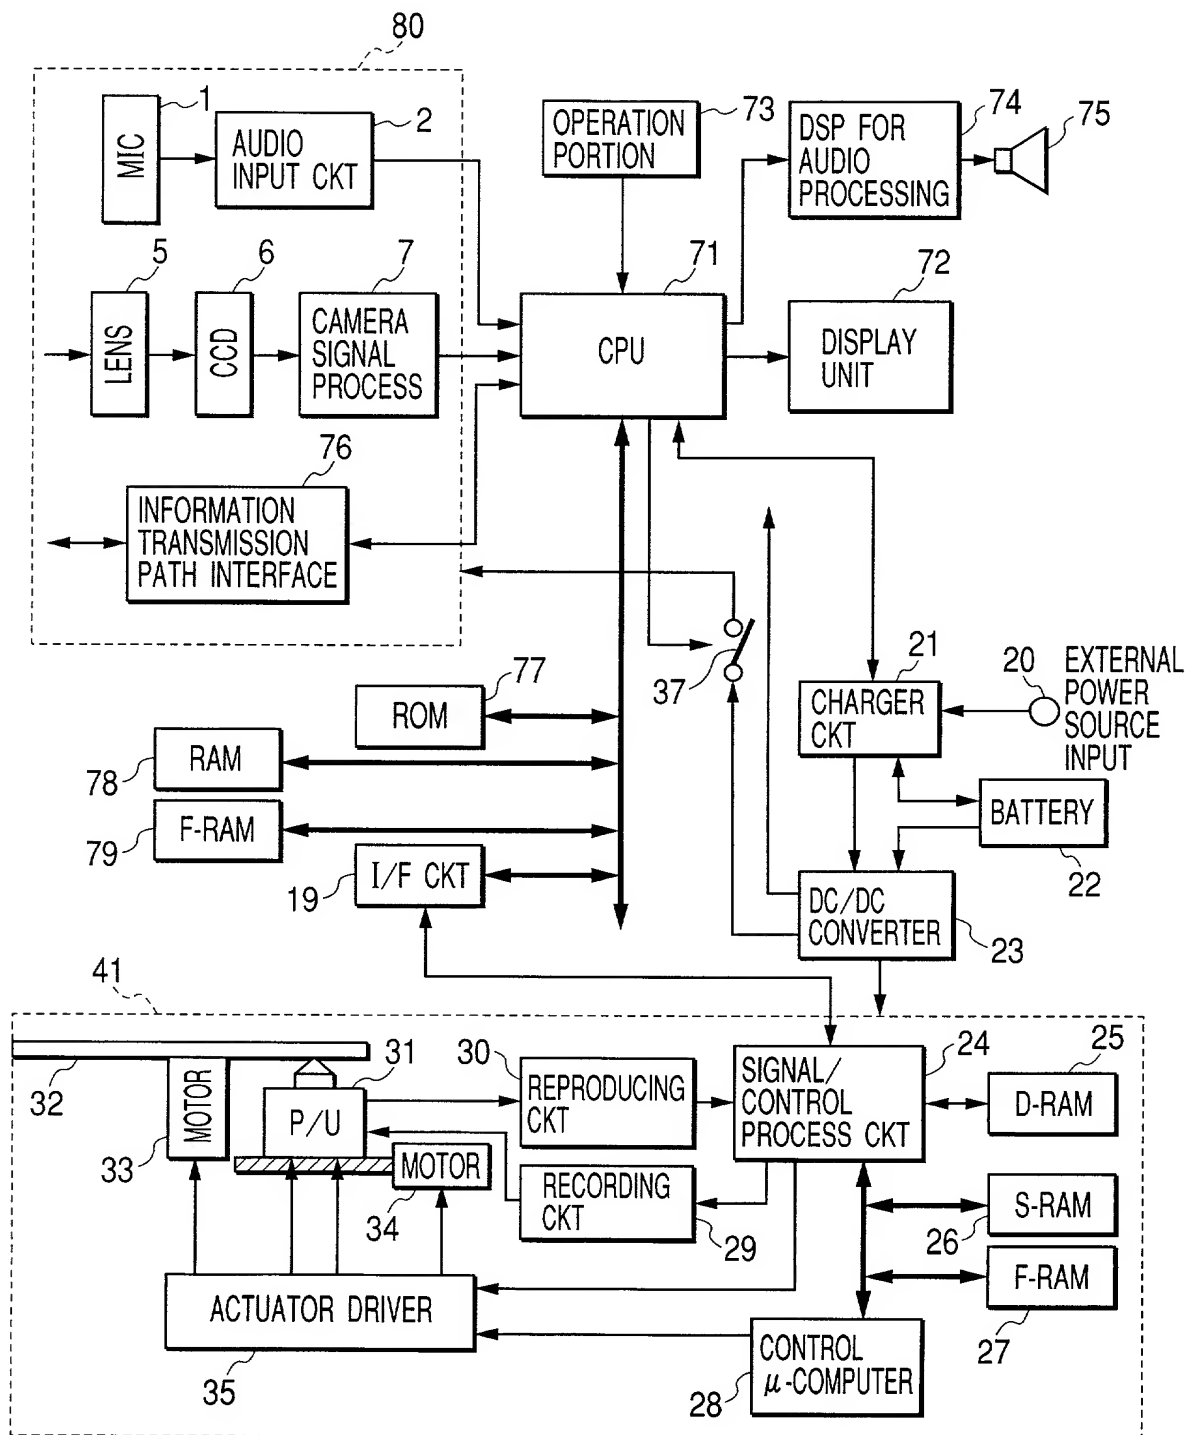 80
1
MIC
2
AUDIO
INPUT CKT
73
OPERATION
PORTION
74
DSP FOR
AUDIO
PROCESSING
75
5
LENS
6
CCD
7
CAMERA
SIGNAL
PROCESS
71
CPU
72
DISPLAY
UNIT
76
INFORMATION
TRANSMISSION
PATH INTERFACE
37
77
ROM
78
RAM
79
F-RAM
19
I/F CKT
21
CHARGER
CKT
20
EXTERNAL
POWER
SOURCE
INPUT
BATTERY
22
DC/DC
CONVERTER
23
41
32
MOTOR
33
31
P/U
MOTOR
34
30
REPRODUCING
CKT
RECORDING
CKT
29
24
SIGNAL/
CONTROL
PROCESS CKT
25
D-RAM
S-RAM
26
F-RAM
27
ACTUATOR DRIVER
35
CONTROL
μ-COMPUTER
28